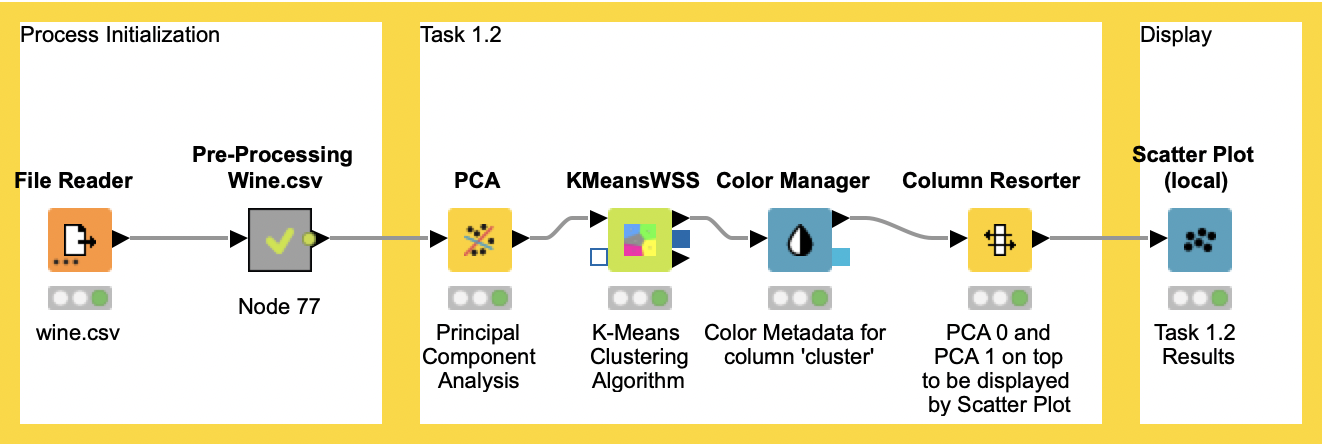 Process Initialization
Task 1.2
Display
File Reader
Pre-Processing
Wine.csv
PCA
KMeansWSS
Color Manager
Column Resorter
Scatter Plot
(local)
wine.csv
Node 77
Principal
Component
Analysis
K-Means
Clustering
Algorithm
Color Metadata for
column 'cluster'
PCA 0 and
PCA 1 on top
to be displayed
by Scatter Plot
Task 1.2
Results